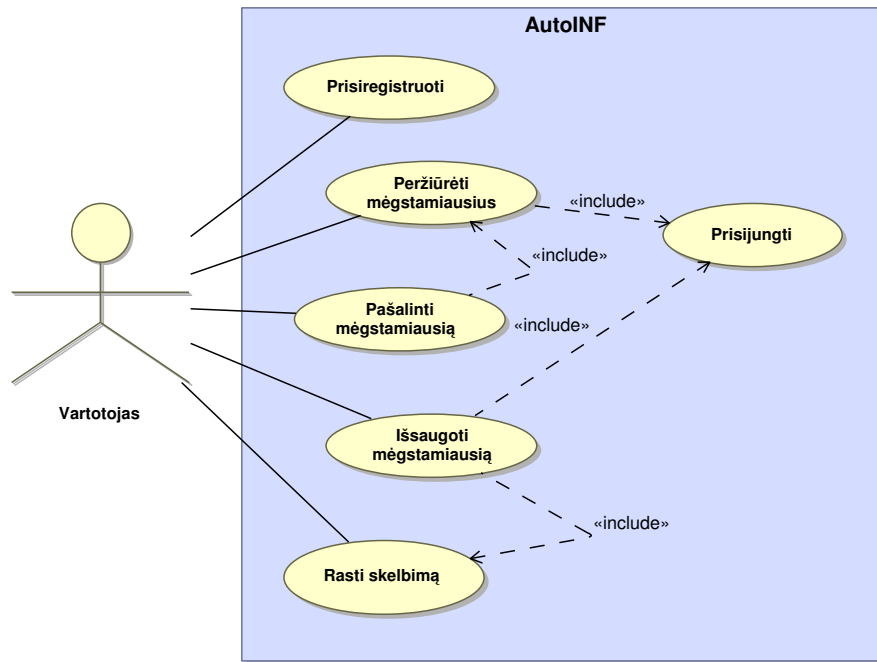 AutoINF
Prisiregistruoti
Peržiūrėti
mėgstamiausius
«include»
Prisijungti
«include»
Pašalinti
mėgstamiausią
«include»
Vartotojas
Išsaugoti
mėgstamiausią
«include»
Rasti skelbimą